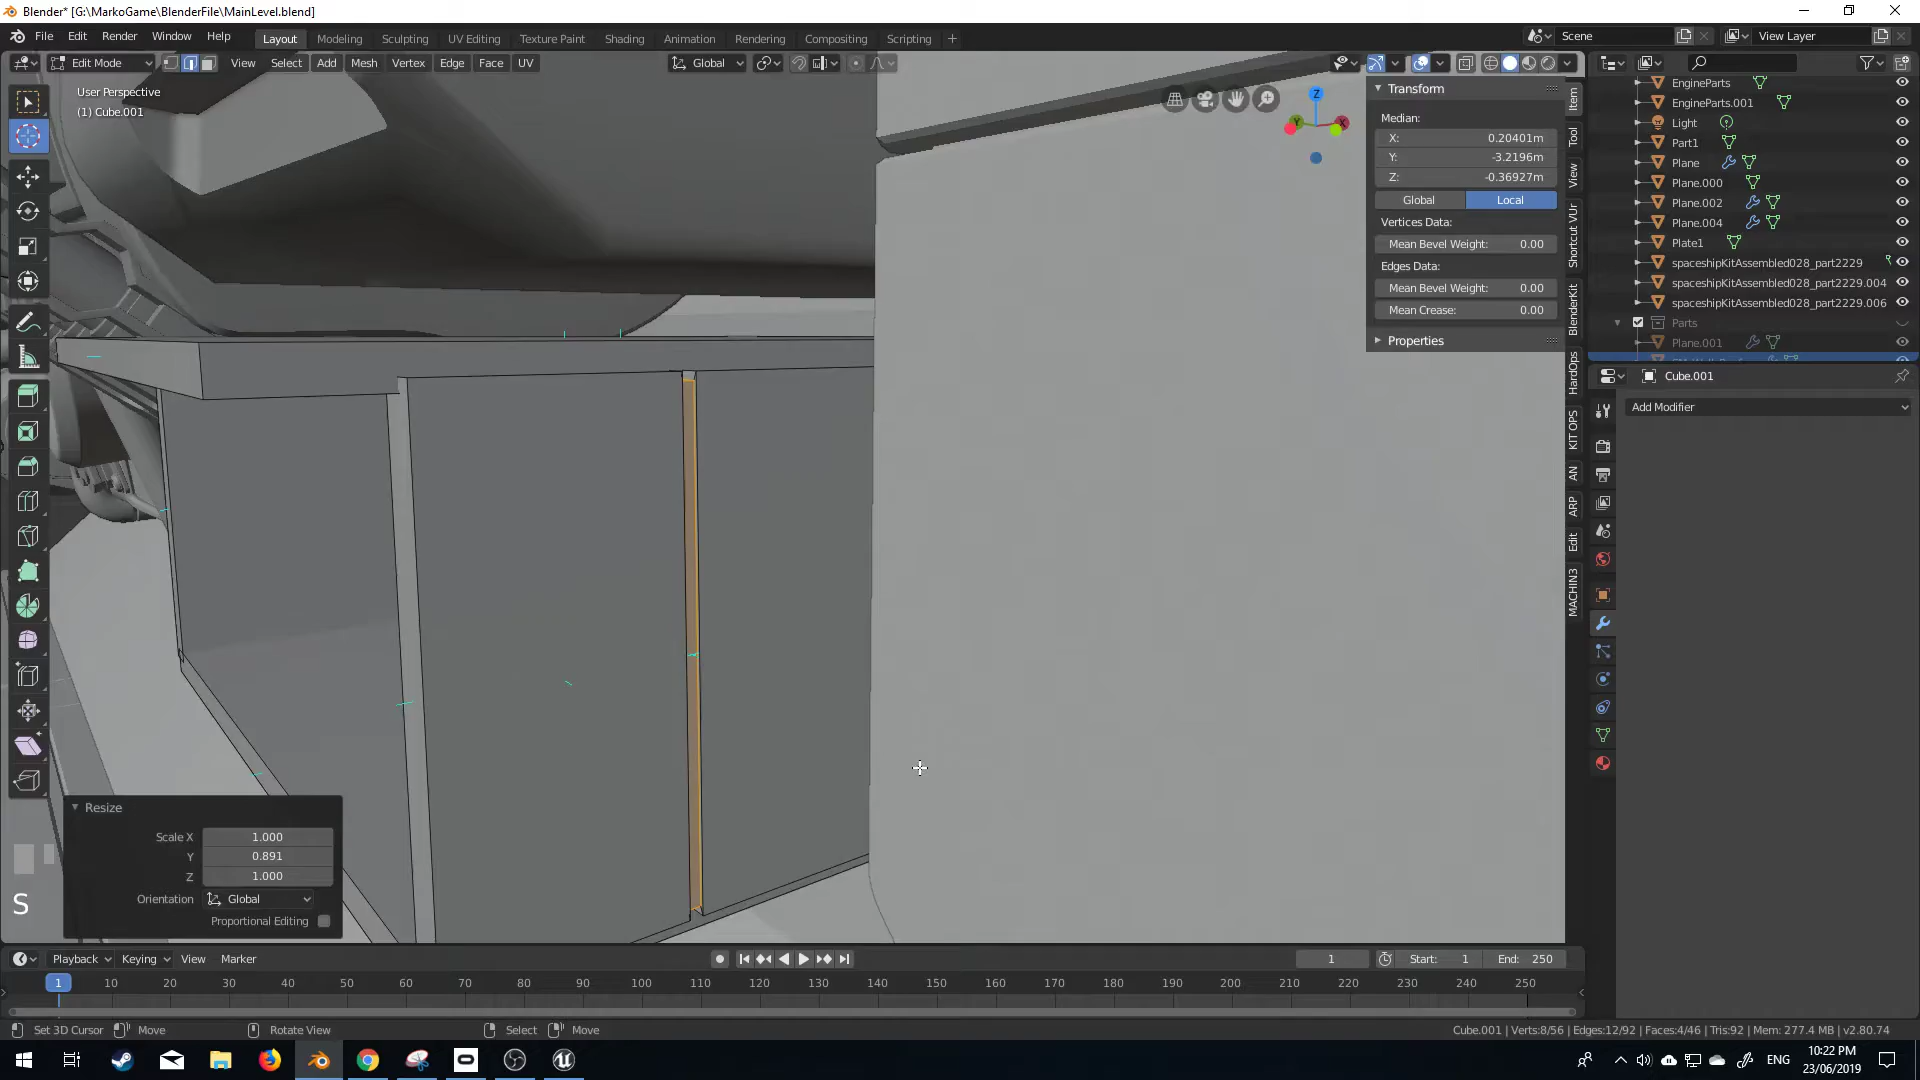 Blender* [G:\MarkoGame\BlenderFile\MainLevel.blend]
File Edit Render Window Help
Layout Modeling Sculpting UV Editing Texture Paint Shading Animation Rendering Compositing Scripting +
Scene
View Layer
Edit Mode
View Select Add Mesh Vertex Edge Face UV
Global
User Perspective
(1) Cube.001
Z
Y
X
Transform
Median:
X: 0.20401m
Y: -3.2196m
Z: -0.36927m
Global Local
Vertices Data:
Mean Bevel Weight: 0.00
Edges Data:
Mean Bevel Weight: 0.00
Mean Crease: 0.00
Properties
Item
Tool
View
Shortcut VUr
BlenderKit
HardOps
KIT OPS
AN
ARP
Edit
MACHIN3
EngineParts
EngineParts.001
Light
Part1
Plane
Plane.000
Plane.002
Plane.004
Plate1
spaceshipKitAssembled028_part2229
spaceshipKitAssembled028_part2229.004
spaceshipKitAssembled028_part2229.006
Parts
Plane.001
Cube.001
Add Modifier
Resize
Scale X 1.000
Y 0.891
Z 1.000
Orientation Global
Proportional Editing
S
Playback Keying View Marker
1
Start: 1
End: 250
1 10 20 30 40 50 60 70 80 90 100 110 120 130 140 150 160 170 180 190 200 210 220 230 240 250
Set 3D Cursor Move Rotate View Select Move
Cube.001 | Verts:8/56 | Edges:12/92 | Faces:4/46 | Tris:92 | Mem: 277.4 MB | v2.80.74
ENG
10:22 PM
23/06/2019